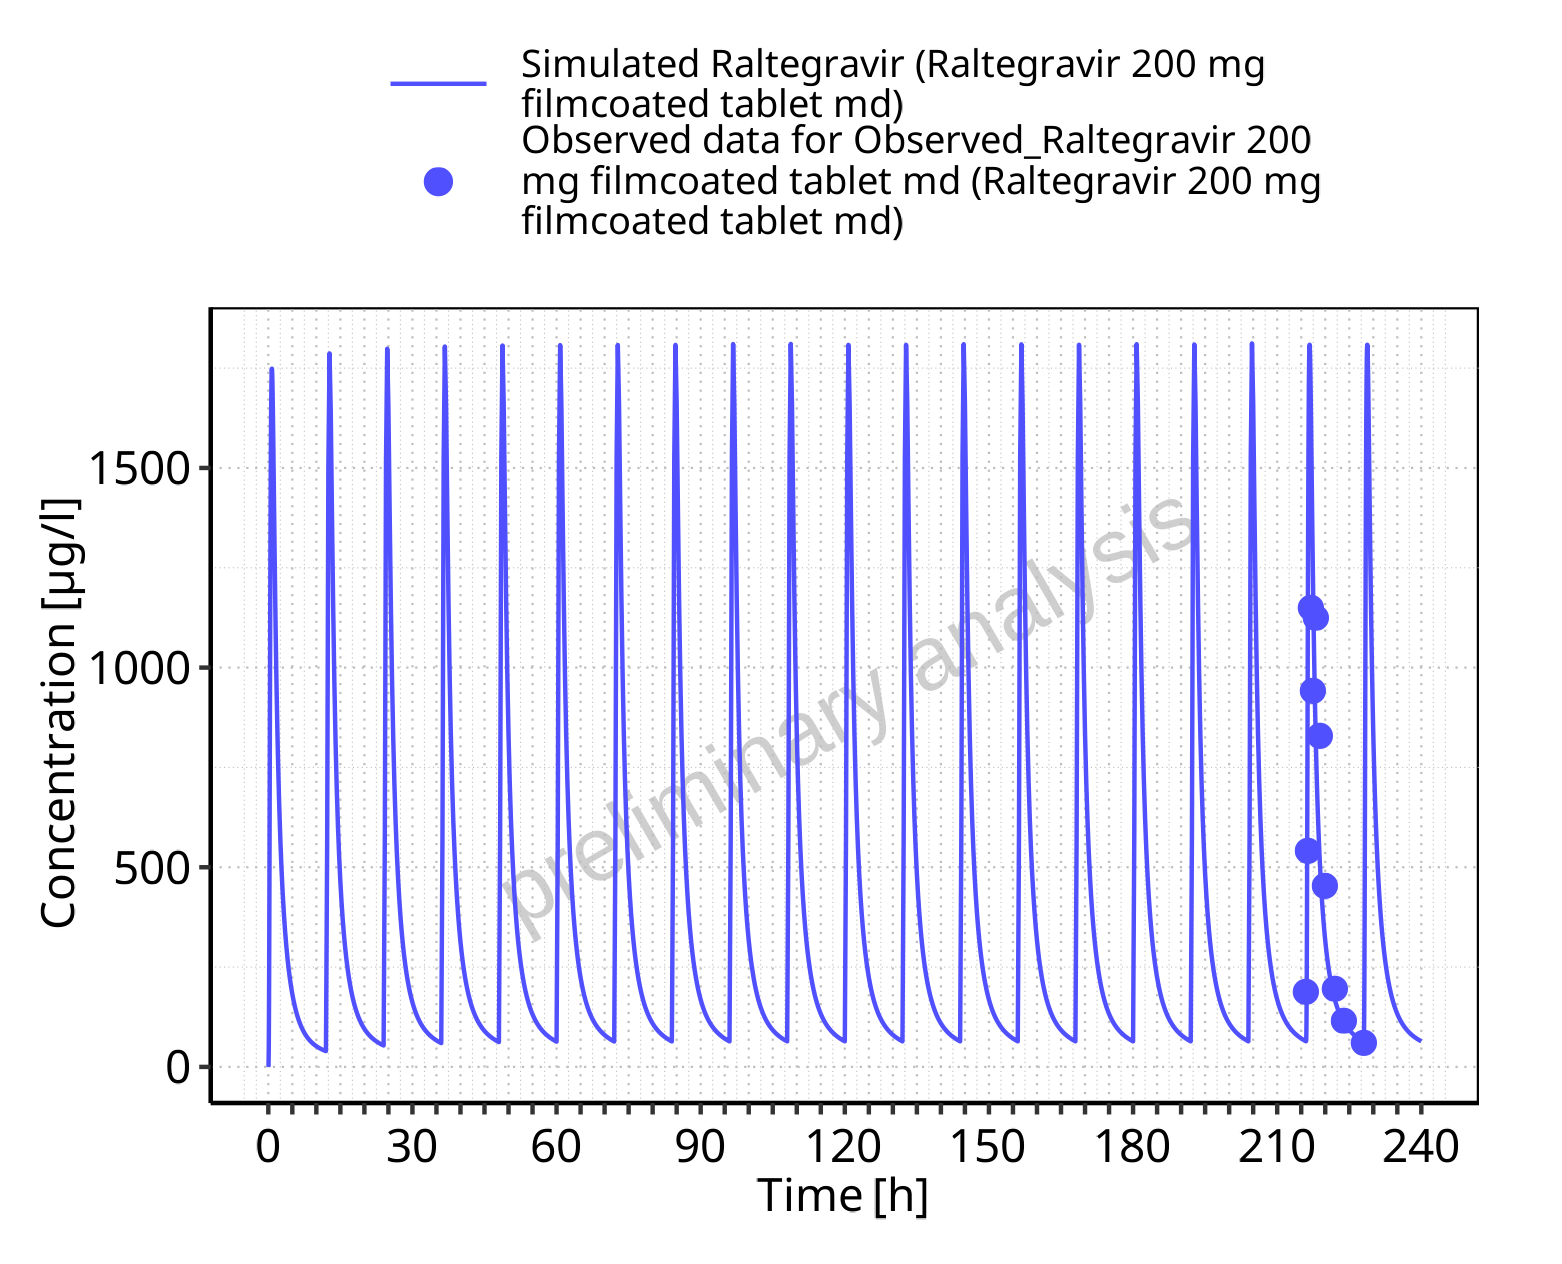 Simulated Raltegravir (Raltegravir 200 mg
filmcoated tablet md)
Observed data for Observed_Raltegravir 200
mg filmcoated tablet md (Raltegravir 200 mg
filmcoated tablet md)
1500
1000
500
0
Concentration [µg/l]
preliminary analysis
0 30 60 90 120 150 180 210 240
Time [h]